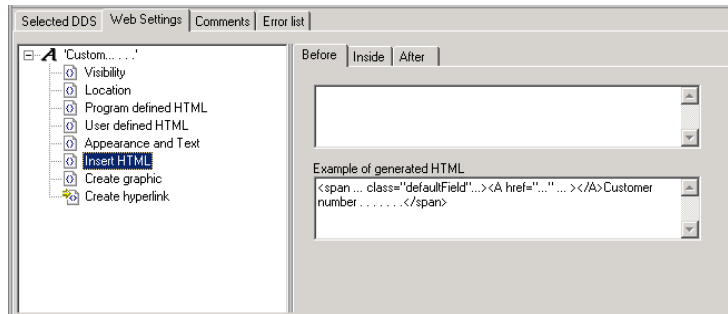 Selected DDS Web Settings Comments Error list
'Custom... . . .'
Visibility
Location
Program defined HTML
User defined HTML
Appearance and Text
Insert HTML
Create graphic
Create hyperlink
Before Inside After
Example of generated HTML
<span ... class="defaultField"...><A href="..." ... ></A>Customer
number . . . . . . .</span>